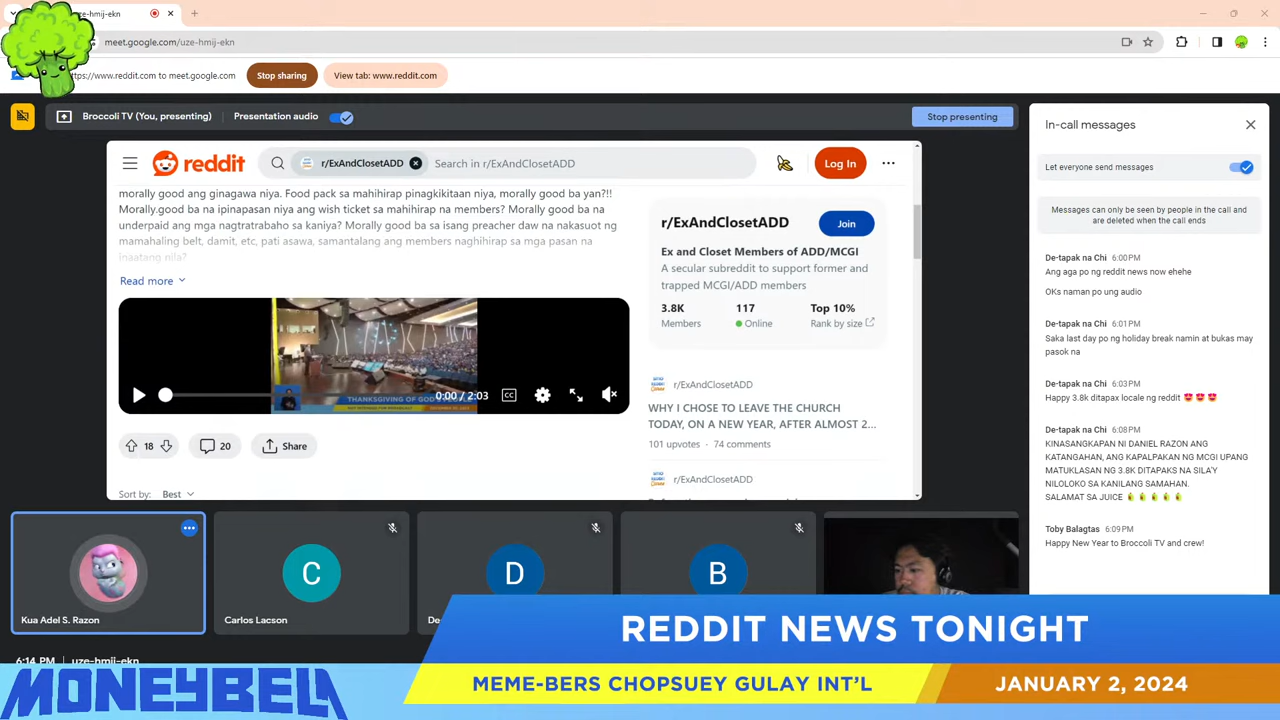 uze-hmij-ekn
meet.google.com/uze-hmij-ekn
https://www.reddit.com to meet.google.com
Stop sharing
View tab: www.reddit.com
Broccoli TV (You, presenting)
Presentation audio
Stop presenting
reddit
r/ExAndClosetADD
Search in r/ExAndClosetADD
Log In
morally good ang ginagawa niya. Food pack sa mahihirap pinagkikitaan niya, morally good ba yan?!!
Morally.good ba na ipinapasan niya ang wish ticket sa mahihirap na members? Morally good ba na
underpaid ang mga nagtratrabaho sa kaniya? Morally good ba sa isang preacher daw na nakasuot ng
mamahaling belt, damit, etc, pati asawa, samantalang ang members naghihirap sa mga pasan na
inaatang nila?
Read more
THANKSGIVING OF GOD'S PEOPLE
0:00 / 2:03
CC
18
20
Share
Sort by:
Best
r/ExAndClosetADD
Join
Ex and Closet Members of ADD/MCGI
A secular subreddit to support former and
trapped MCGI/ADD members
3.8K
117
Top 10%
Members
Online
Rank by size
r/ExAndClosetADD
WHY I CHOSE TO LEAVE THE CHURCH
TODAY, ON A NEW YEAR, AFTER ALMOST 2...
101 upvotes · 74 comments
r/ExAndClosetADD
In-call messages
Let everyone send messages
Messages can only be seen by people in the call and
are deleted when the call ends
De-tapak na Chi 6:00 PM
Ang aga po ng reddit news now ehehe
OKs naman po ung audio
De-tapak na Chi 6:01 PM
Saka last day po ng holiday break namin at bukas may
pasok na
De-tapak na Chi 6:03 PM
Happy 3.8k ditapax locale ng reddit 😍😍😍
De-tapak na Chi 6:08 PM
KINASANGKAPAN NI DANIEL RAZON ANG
KATANGAHAN, ANG KAPALPAKAN NG MCGI UPANG
MATUKLASAN NG 3.8K DITAPAKS NA SILA'Y
NILOLOKO SA KANILANG SAMAHAN.
SALAMAT SA JUICE
Toby Balagtas 6:09 PM
Happy New Year to Broccoli TV and crew!
C
D
B
Kua Adel S. Razon
Carlos Lacson
De
6:14 PM | uze-hmij-ekn
REDDIT NEWS TONIGHT
MONEYBELA
MEME-BERS CHOPSUEY GULAY INT'L
JANUARY 2, 2024